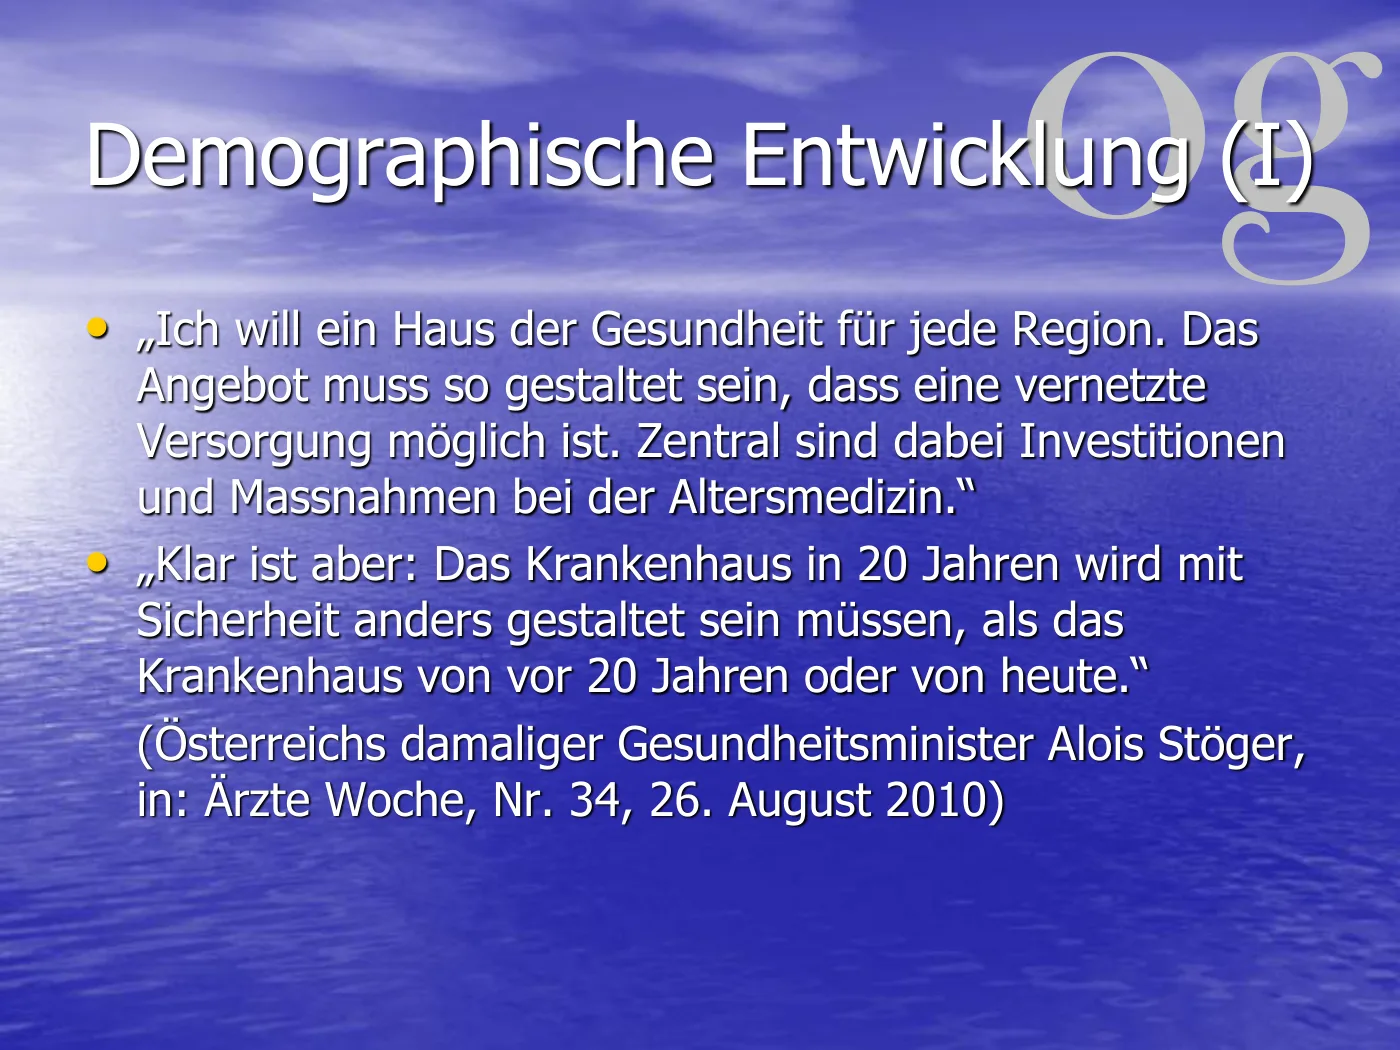 og
Demographische Entwicklung (I)
• „Ich will ein Haus der Gesundheit für jede Region. Das
Angebot muss so gestaltet sein, dass eine vernetzte
Versorgung möglich ist. Zentral sind dabei Investitionen
und Massnahmen bei der Altersmedizin.“
• „Klar ist aber: Das Krankenhaus in 20 Jahren wird mit
Sicherheit anders gestaltet sein müssen, als das
Krankenhaus von vor 20 Jahren oder von heute.“
(Österreichs damaliger Gesundheitsminister Alois Stöger,
in: Ärzte Woche, Nr. 34, 26. August 2010)